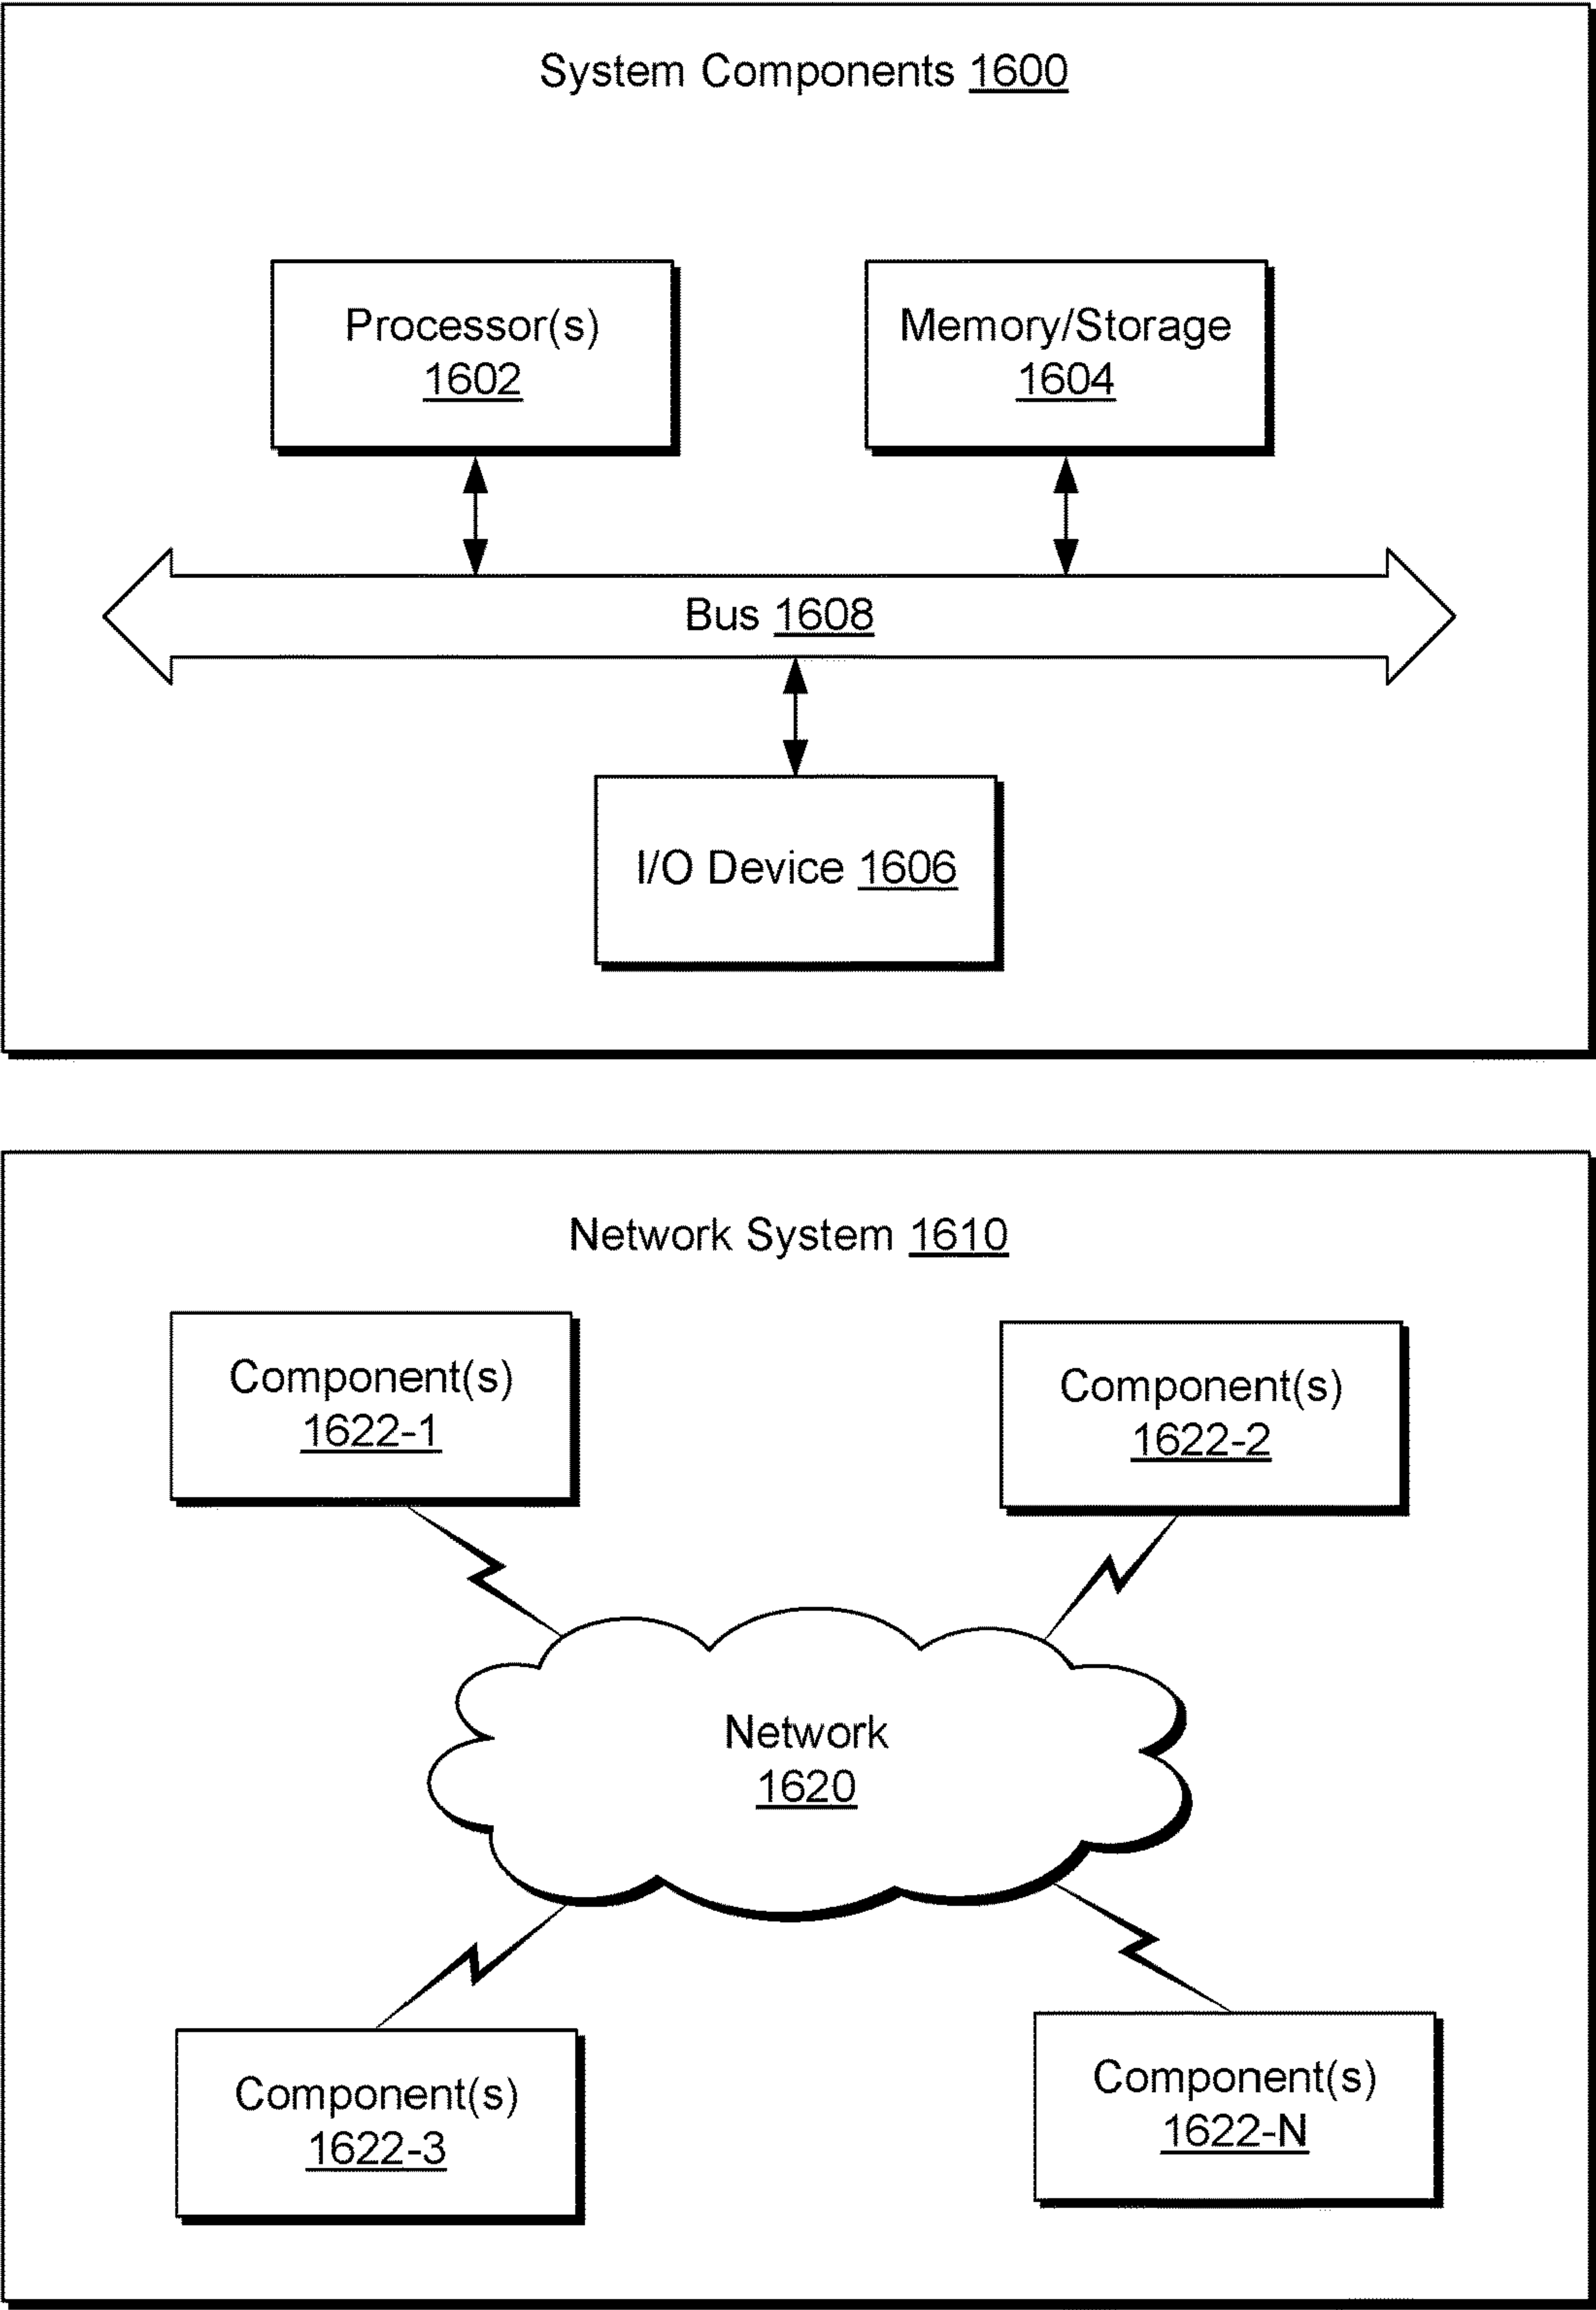 System Components 1600
Processor(s)
1602
Memory/Storage
1604
Bus 1608
I/O Device 1606
Network System 1610
Component(s)
1622-1
Component(s)
1622-2
Network
1620
Component(s)
1622-3
Component(s)
1622-N